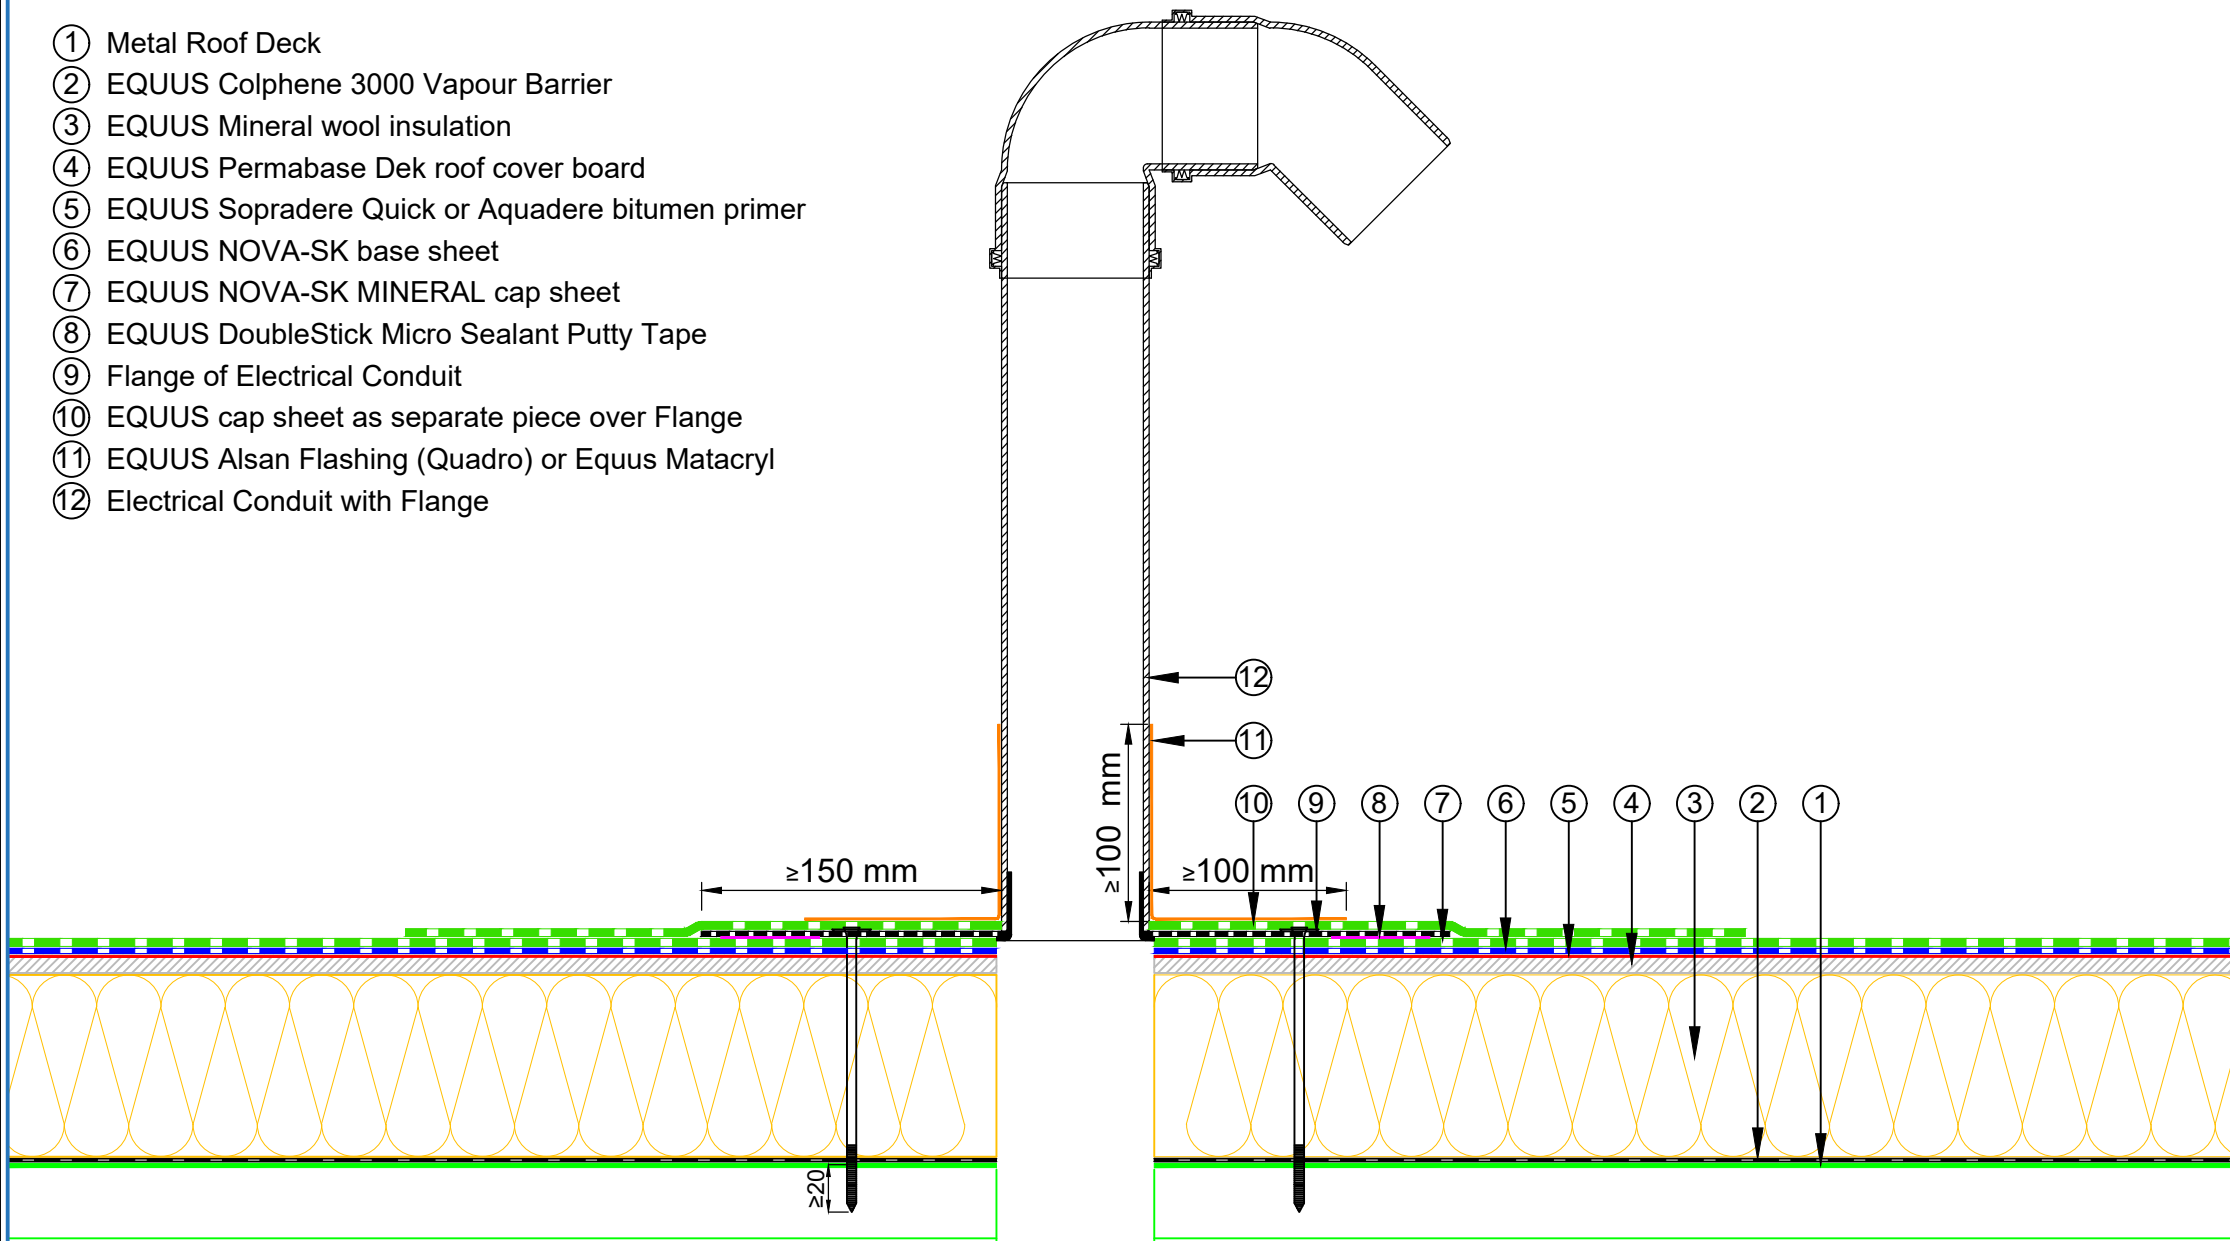 1 Metal Roof Deck
2 EQUUS Colphene 3000 Vapour Barrier
3 EQUUS Mineral wool insulation
4 EQUUS Permabase Dek roof cover board
5 EQUUS Sopradere Quick or Aquadere bitumen primer
6 EQUUS NOVA-SK base sheet
7 EQUUS NOVA-SK MINERAL cap sheet
8 EQUUS DoubleStick Micro Sealant Putty Tape
9 Flange of Electrical Conduit
10 EQUUS cap sheet as separate piece over Flange
11 EQUUS Alsan Flashing (Quadro) or Equus Matacryl
12 Electrical Conduit with Flange
12
11
≥100 mm
10 9 8 7 6 5 4 3 2 1
≥150 mm
≥100 mm
≥20